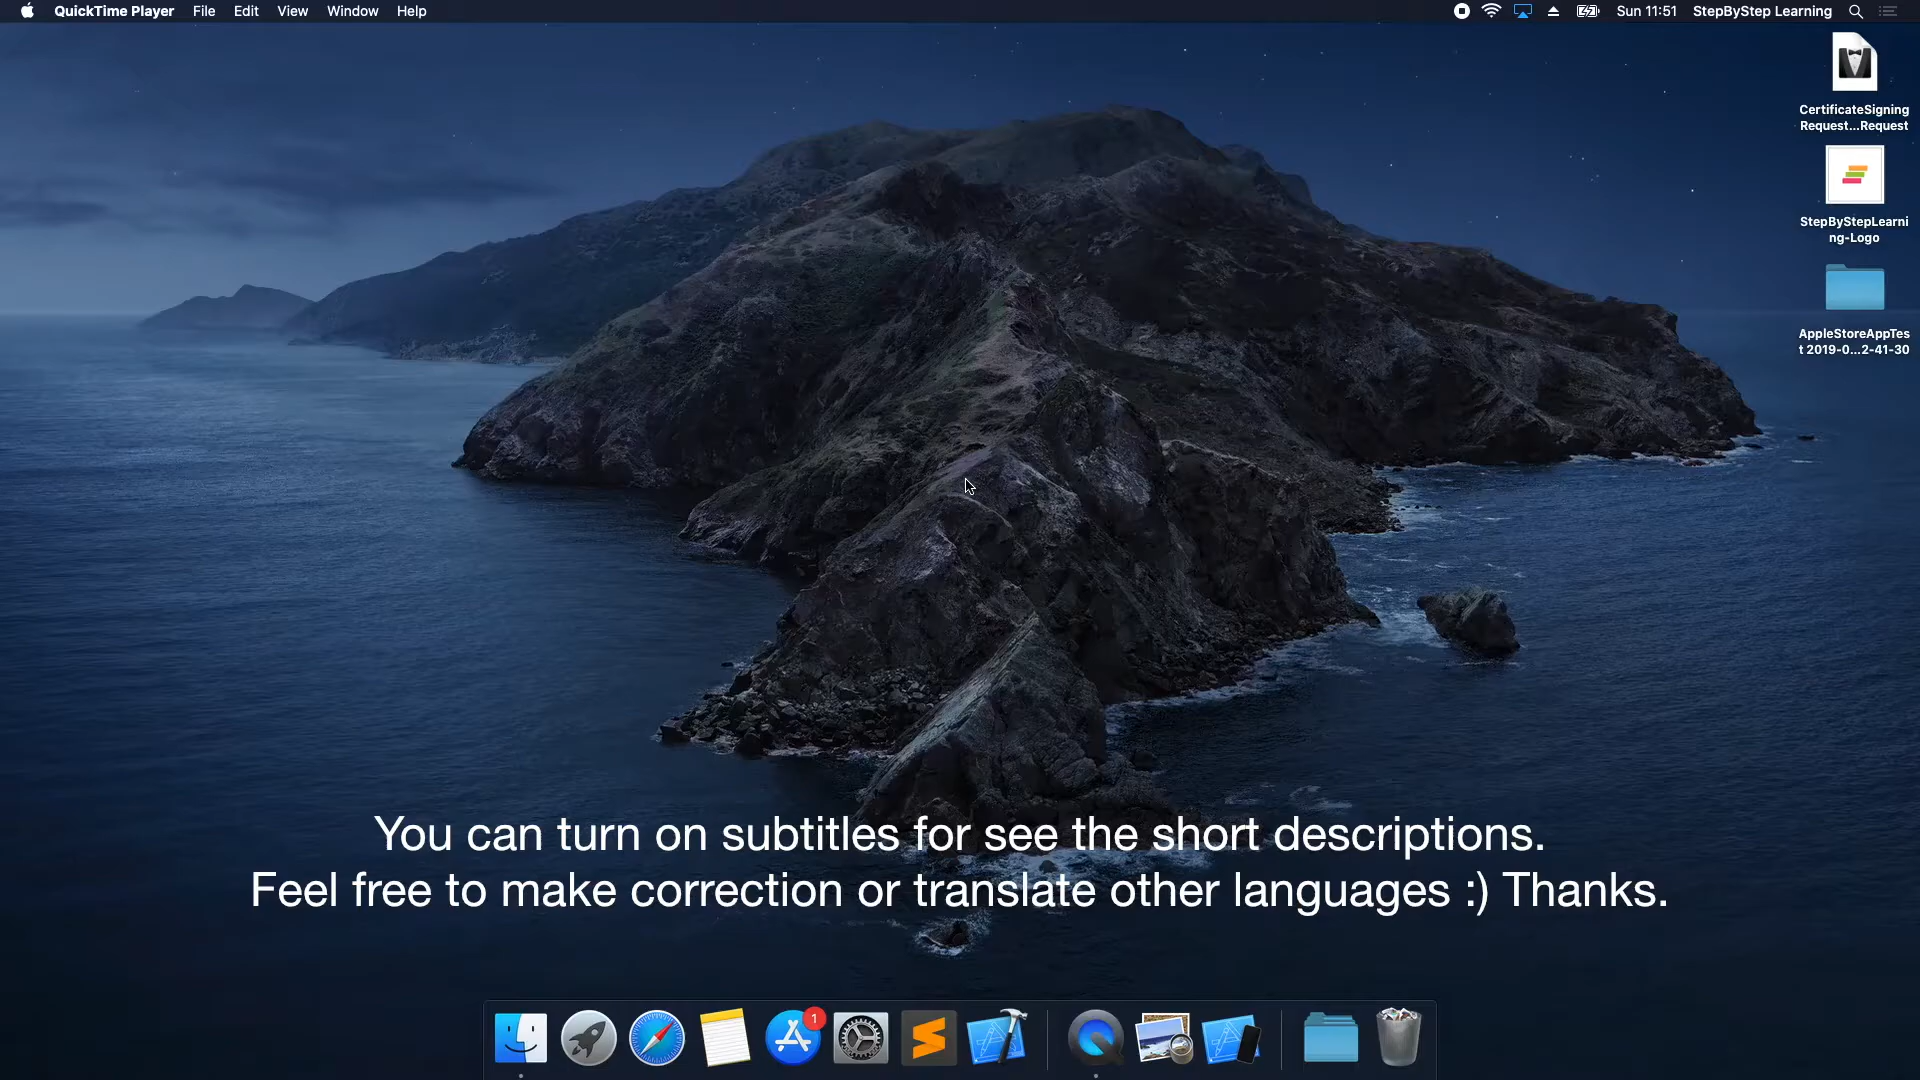 QuickTime Player File Edit View Window Help Sun 11:51 StepByStep Learning
CertificateSigning
Request...Request
StepByStepLearni
ng-Logo
AppleStoreAppTes
t 2019-0...2-41-30
You can turn on subtitles for see the short descriptions.
Feel free to make correction or translate other languages :) Thanks.
1